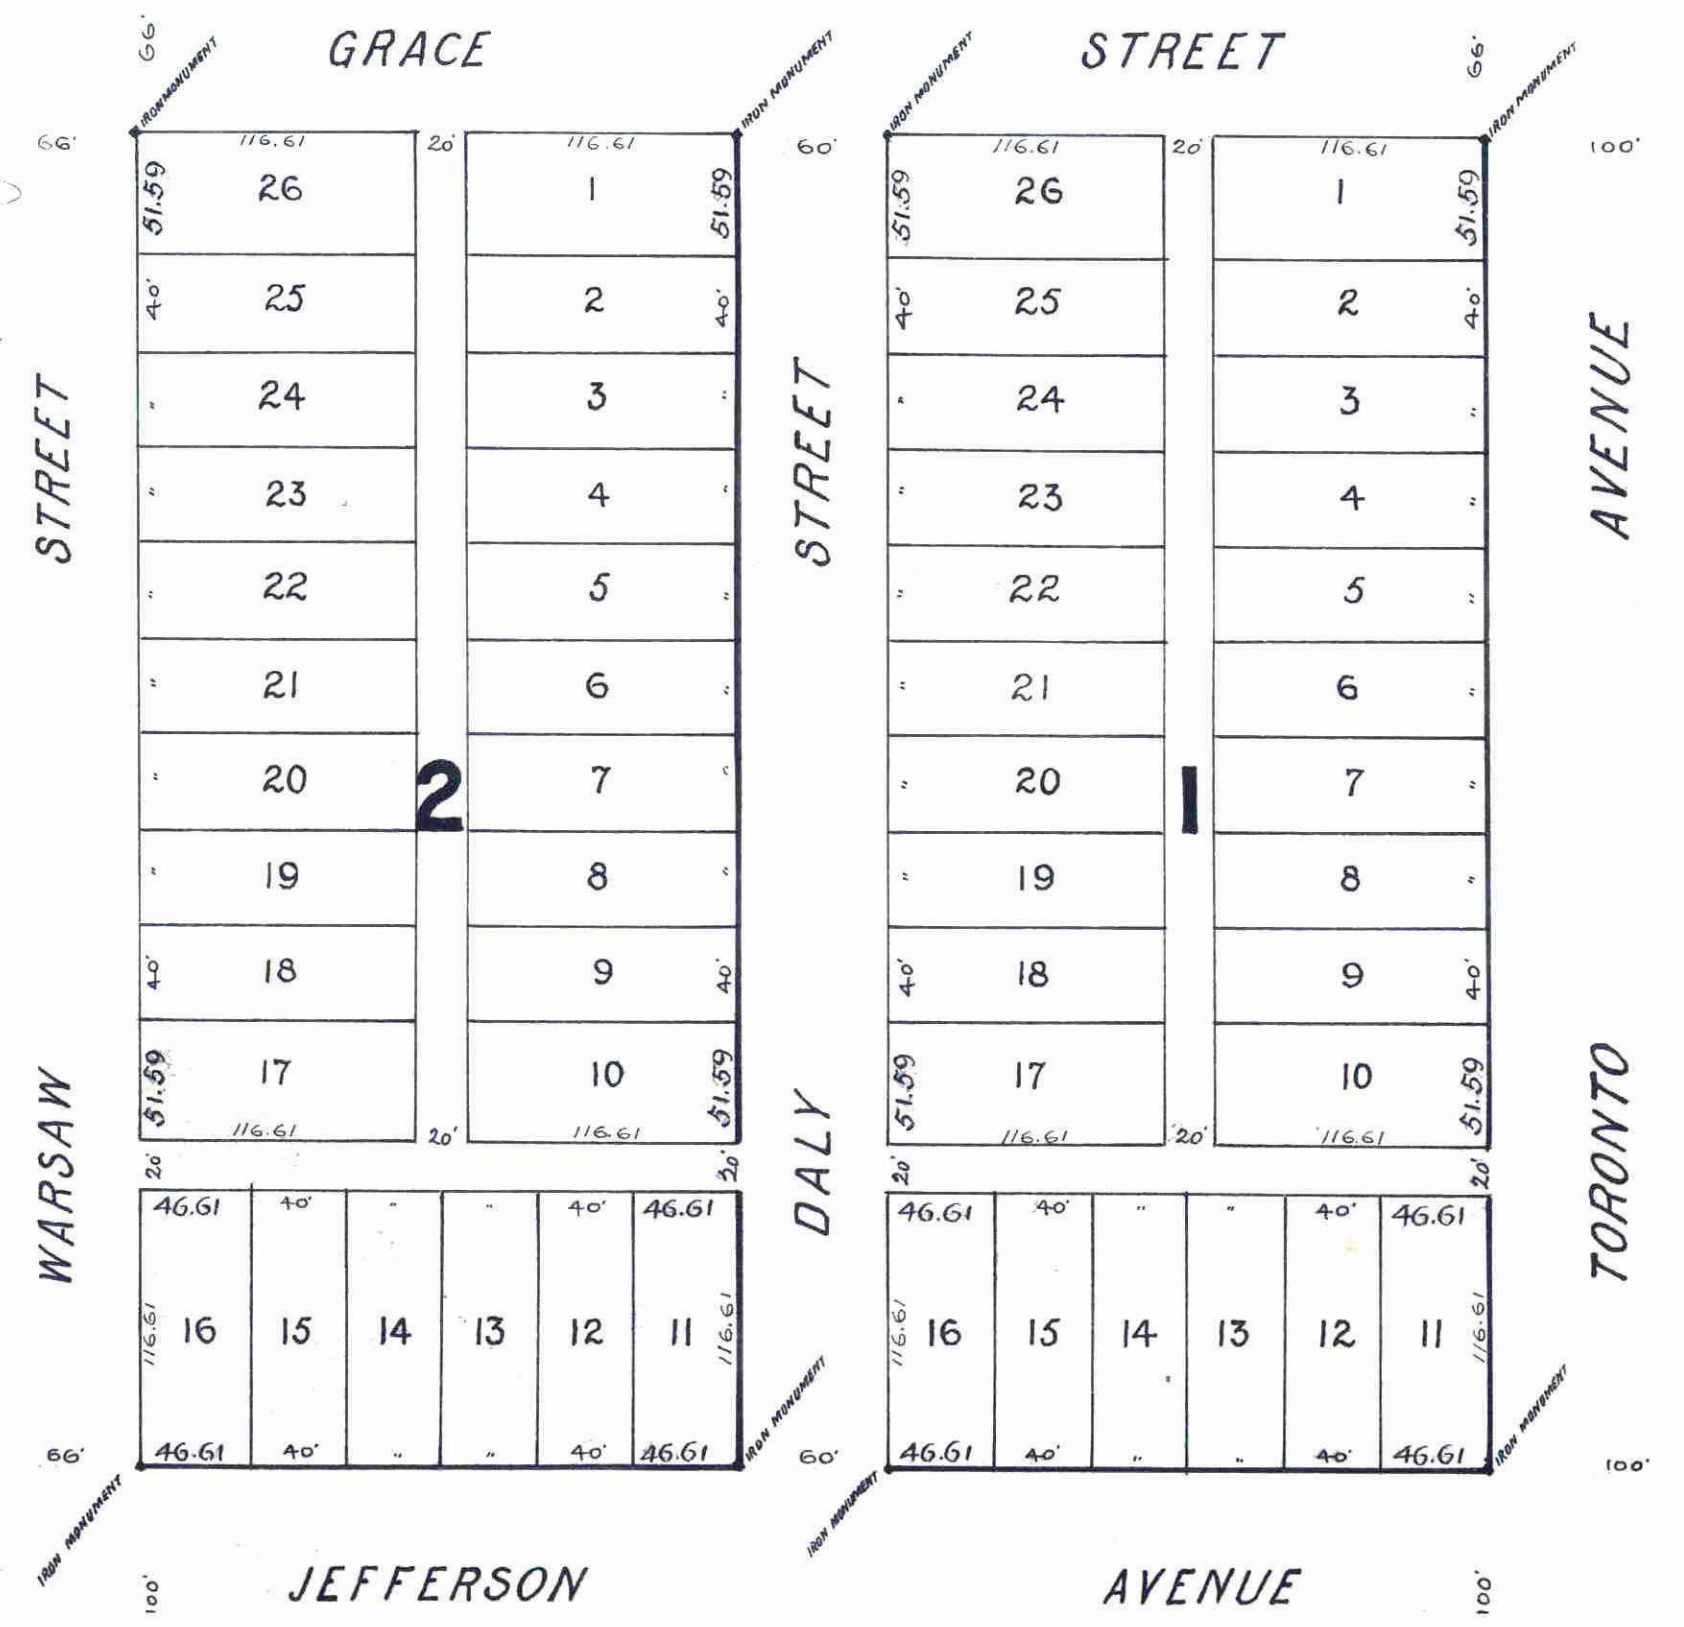 66'
GRACE STREET
66'
IRON MONUMENT
IRON MONUMENT
IRON MONUMENT
IRON MONUMENT
66' 116.61 20' 116.61 60' 116.61 20' 116.61 100'
51.59 26 1 51.59 51.59 26 1 51.59
40' 25 2 40' 40' 25 2 40'
" 24 3 " " 24 3 "
" 23 4 " " 23 4 "
" 22 5 " " 22 5 "
" 21 6 " " 21 6 "
" 20 2 7 " " 20 1 7 "
" 19 8 " " 19 8 "
40' 18 9 40' 40' 18 9 40'
51.59 17 10 51.59 51.59 17 10 51.59
116.61 20' 116.61 116.61 20' 116.61
20' 20' 20' 20'
WARSAW STREET
DALY STREET
TORONTO AVENUE
46.61 40' " " 40' 46.61 46.61 40' " " 40' 46.61
116.61 16 15 14 13 12 11 116.61 116.61 16 15 14 13 12 11 116.61
66' 46.61 40' " " 40' 46.61 60' 46.61 40' " " 40' 46.61 100'
IRON MONUMENT
IRON MONUMENT
IRON MONUMENT
IRON MONUMENT
100'
JEFFERSON AVENUE
100'